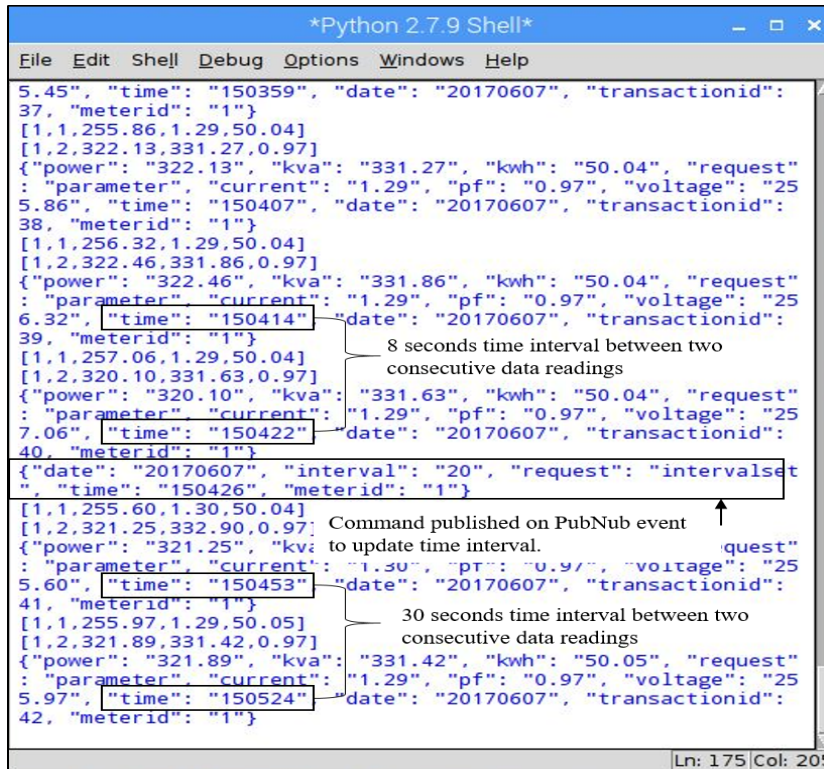 *Python 2.7.9 Shell*
File Edit Shell Debug Options Windows Help
5.45", "time": "150359", "date": "20170607", "transactionid":
37, "meterid": "1"}
[1,1,255.86,1.29,50.04]
[1,2,322.13,331.27,0.97]
{"power": "322.13", "kva": "331.27", "kwh": "50.04", "request"
: "parameter", "current": "1.29", "pf": "0.97", "voltage": "25
5.86", "time": "150407", "date": "20170607", "transactionid":
38, "meterid": "1"}
[1,1,256.32,1.29,50.04]
[1,2,322.46,331.86,0.97]
{"power": "322.46", "kva": "331.86", "kwh": "50.04", "request"
: "parameter", "current": "1.29", "pf": "0.97", "voltage": "25
6.32", "time": "150414", "date": "20170607", "transactionid":
39, "meterid": "1"}
8 seconds time interval between two
consecutive data readings
[1,1,257.06,1.29,50.04]
[1,2,320.10,331.63,0.97]
{"power": "320.10", "kva": "331.63", "kwh": "50.04", "request"
: "parameter", "current": "1.29", "pf": "0.97", "voltage": "25
7.06", "time": "150422", "date": "20170607", "transactionid":
40, "meterid": "1"}
{"date": "20170607", "interval": "20", "request": "intervalset
", "time": "150426", "meterid": "1"}
[1,1,255.60,1.30,50.04]
[1,2,321.25,332.90,0.97]
Command published on PubNub event
to update time interval.
{"power": "321.25", "kv quest"
: "parameter", "current": "1.30", "pf": "0.97", "voltage": "25
5.60", "time": "150453", "date": "20170607", "transactionid":
41, "meterid": "1"}
30 seconds time interval between two
consecutive data readings
[1,1,255.97,1.29,50.05]
[1,2,321.89,331.42,0.97]
{"power": "321.89", "kva": "331.42", "kwh": "50.05", "request"
: "parameter", "current": "1.29", "pf": "0.97", "voltage": "25
5.97", "time": "150524", "date": "20170607", "transactionid":
42, "meterid": "1"}
Ln: 175 Col: 205